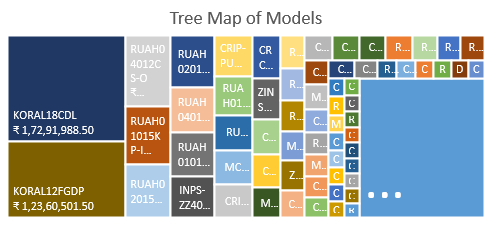 Tree Map of Models
KORAL18CDL
₹ 1,72,91,988.50
KORAL12FGDP
₹ 1,23,60,501.50
RUAH0
4012C
S-O
₹...
RUAH0
1015K
P-I...
RUAH0
2015...
RUAH
0201...
RUAH
0401...
RUAH
0101...
INPS-
ZZ40...
CRIP-
PU...
RUA
H01...
RU...
MC...
CRI...
CR
C...
ZIN
S...
C...
C...
M...
R...
R...
R...
M...
Z...
R...
C...
C...
M...
C...
R...
C...
C...
C...
C...
R...
R...
R...
C...
R...
C...
C
R
D
C
C
C
R
M
C
C
C
C
C
R
C
C
C
C
C
C
R
...